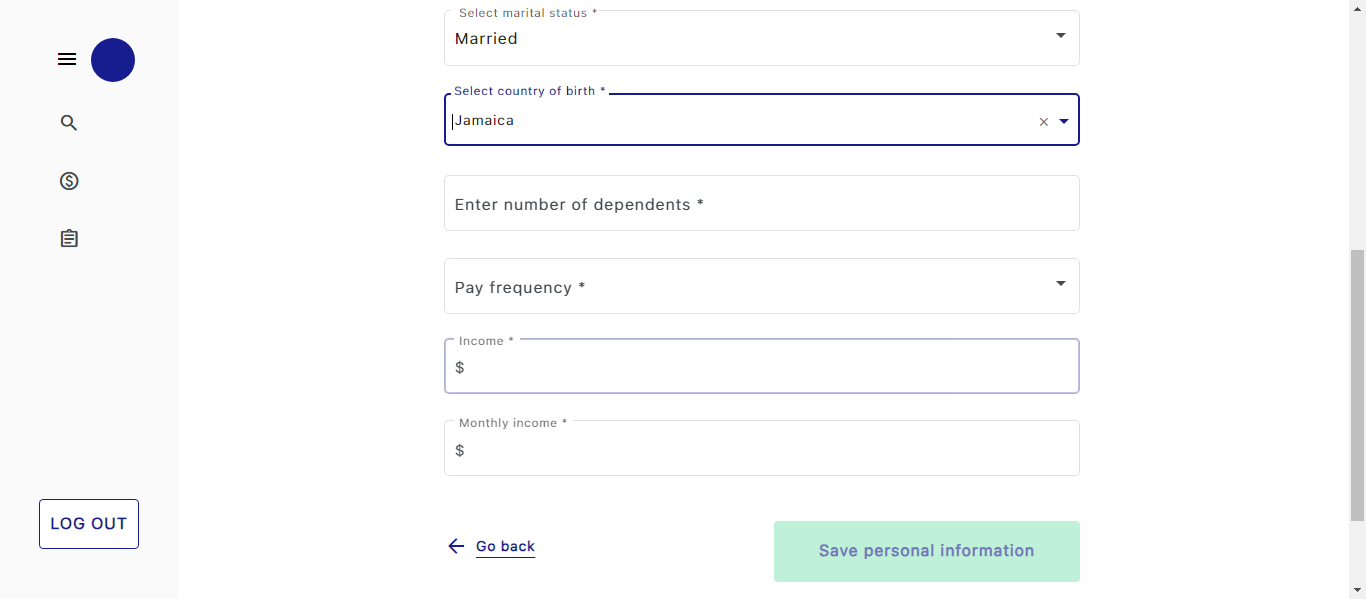 Select marital status *
Married
Select country of birth *
Jamaica
Enter number of dependents *
Pay frequency *
Income *
$
Monthly income *
$
LOG OUT
Go back
Save personal information